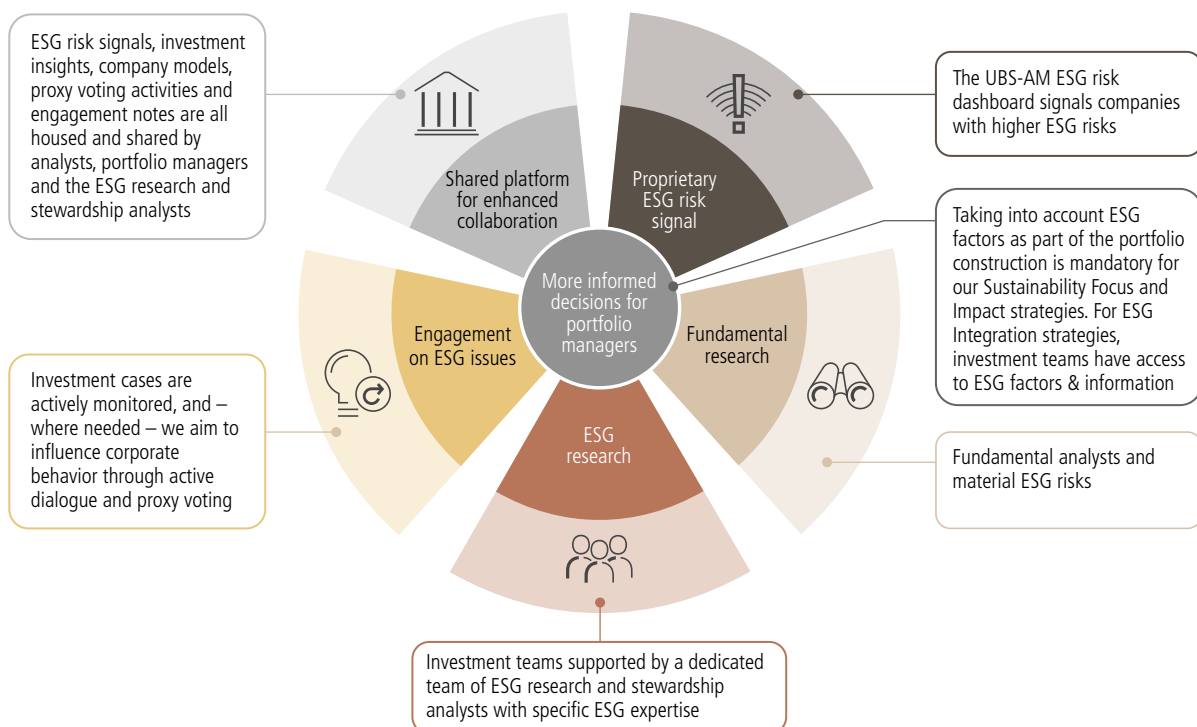 ESG risk signals, investment
insights, company models,
proxy voting activities and
engagement notes are all
housed and shared by
analysts, portfolio managers
and the ESG research and
stewardship analysts
Shared platform
for enhanced
collaboration
Proprietary
ESG risk
signal
The UBS-AM ESG risk
dashboard signals companies
with higher ESG risks
Taking into account ESG
factors as part of the portfolio
construction is mandatory for
our Sustainability Focus and
Impact strategies. For ESG
Integration strategies,
investment teams have access
to ESG factors & information
More informed
decisions for
portfolio
managers
Engagement
on ESG issues
Fundamental
research
Investment cases are
actively monitored, and –
where needed – we aim to
influence corporate
behavior through active
dialogue and proxy voting
ESG
research
Fundamental analysts and
material ESG risks
Investment teams supported by a dedicated
team of ESG research and stewardship
analysts with specific ESG expertise